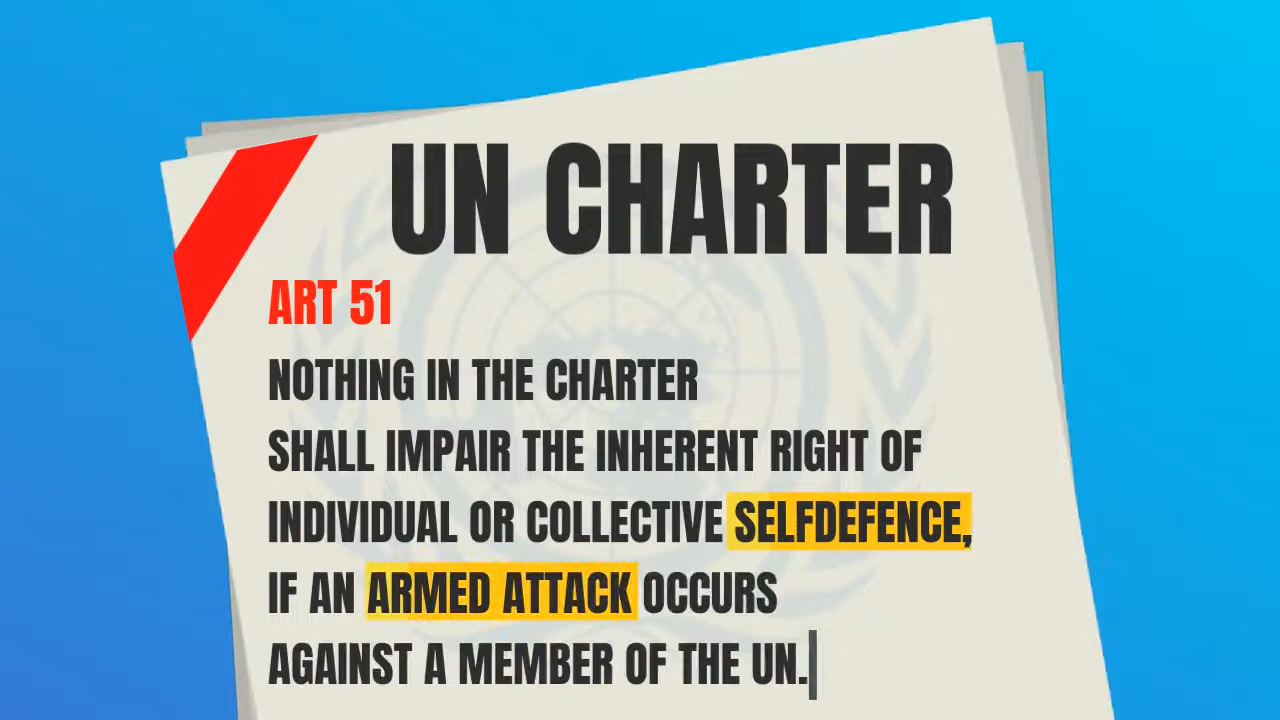 UN CHARTER
ART 51
NOTHING IN THE CHARTER
SHALL IMPAIR THE INHERENT RIGHT OF
INDIVIDUAL OR COLLECTIVE SELFDEFENCE,
IF AN ARMED ATTACK OCCURS
AGAINST A MEMBER OF THE UN.